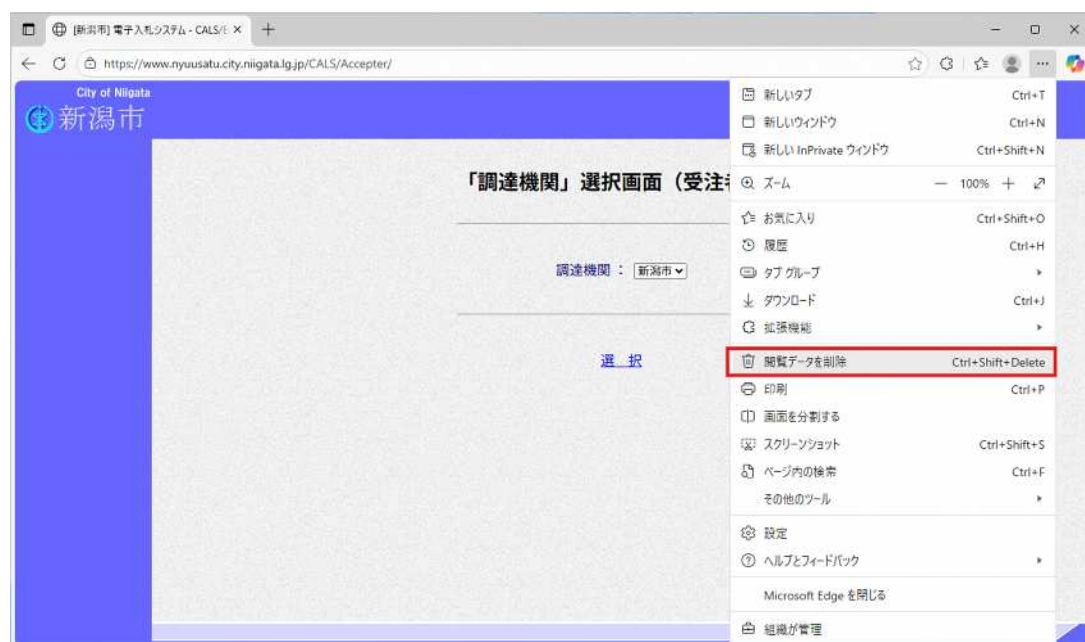 [新潟市] 電子入札システム - CALS/E
https://www.nyuusatu.city.niigata.lg.jp/CALS/Accepter/
City of Niigata
新潟市
「調達機関」選択画面（受注者
調達機関 ： 新潟市
選 択
新しいタブ Ctrl+T
新しいウィンドウ Ctrl+N
新しい InPrivate ウィンドウ Ctrl+Shift+N
ズーム 100%
お気に入り Ctrl+Shift+O
履歴 Ctrl+H
タブ グループ
ダウンロード Ctrl+J
拡張機能
閲覧データを削除 Ctrl+Shift+Delete
印刷 Ctrl+P
画面を分割する
スクリーンショット Ctrl+Shift+S
ページ内の検索 Ctrl+F
その他のツール
設定
ヘルプとフィードバック
Microsoft Edge を閉じる
組織が管理